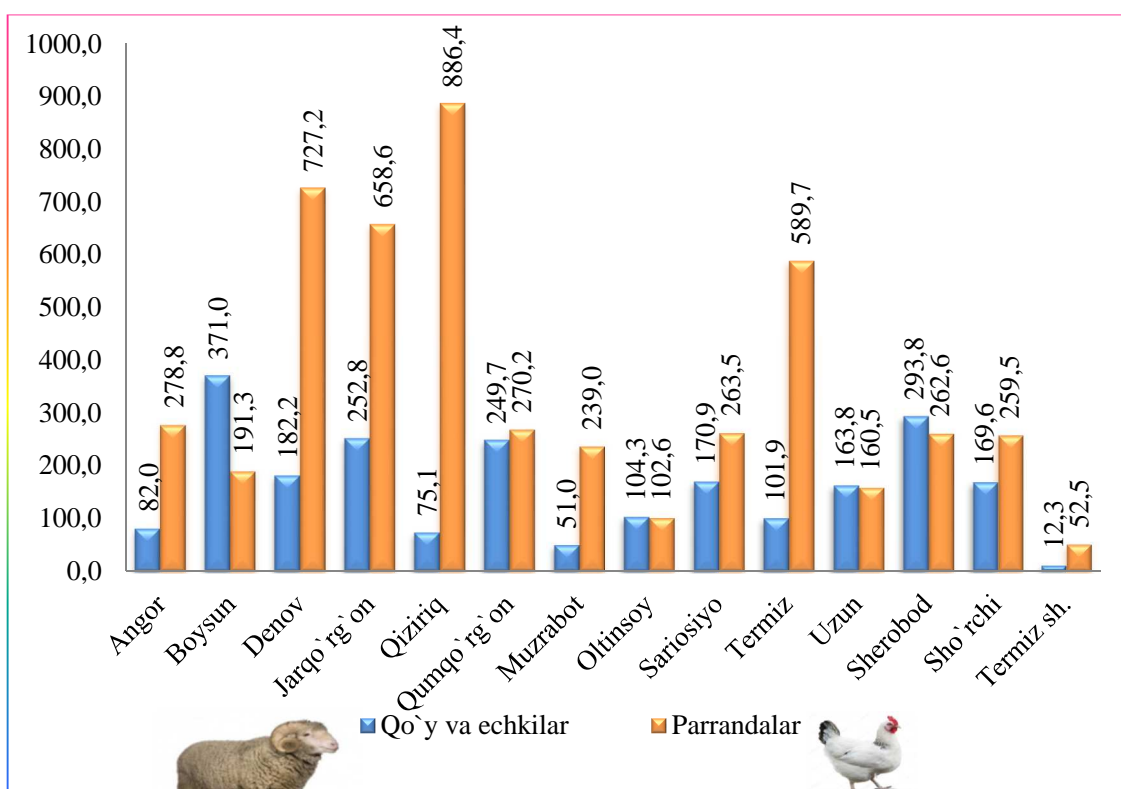 1000,0
900,0
800,0
700,0
600,0
500,0
400,0
300,0
200,0
100,0
0,0
82,0
278,8
371,0
191,3
182,2
727,2
252,8
658,6
75,1
886,4
249,7
270,2
51,0
239,0
104,3
102,6
170,9
263,5
101,9
589,7
163,8
160,5
293,8
262,6
169,6
259,5
12,3
52,5
Angor
Boysun
Denov
Jarqo`rg`on
Qiziriq
Qumqo`rg`on
Muzrabot
Oltinsoy
Sariosiyo
Termiz
Uzun
Sherobod
Sho`rchi
Termiz sh.
Qo`y va echkilar
Parrandalar